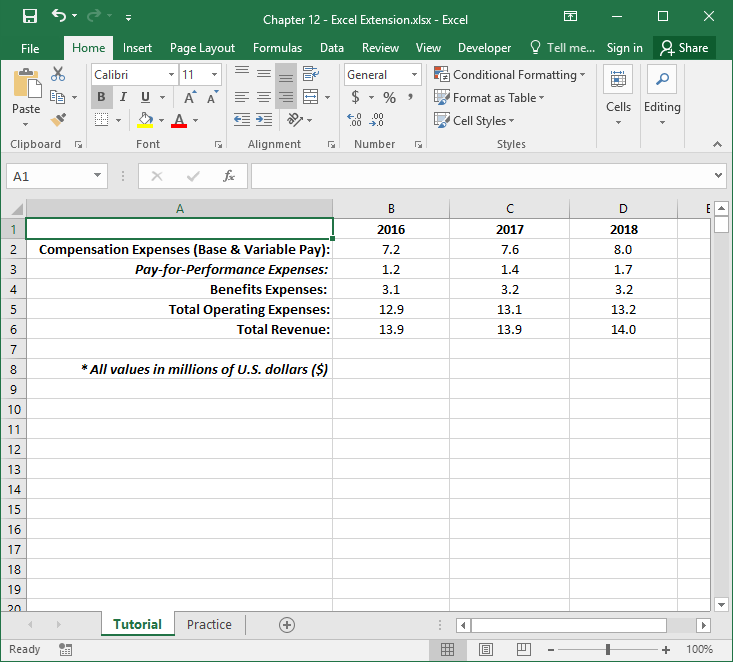 Chapter 12 - Excel Extension.xlsx - Excel
File Home Insert Page Layout Formulas Data Review View Developer Tell me... Sign in Share
Paste
Calibri 11
B I U A A
A
General
$ % ,
.0 .00
.00 .0
Conditional Formatting
Format as Table
Cell Styles
Cells
Editing
Clipboard Font Alignment Number Styles
A1 fx
A B C D E
1 2016 2017 2018
2 Compensation Expenses (Base & Variable Pay): 7.2 7.6 8.0
3 Pay-for-Performance Expenses: 1.2 1.4 1.7
4 Benefits Expenses: 3.1 3.2 3.2
5 Total Operating Expenses: 12.9 13.1 13.2
6 Total Revenue: 13.9 13.9 14.0
7
8 * All values in millions of U.S. dollars ($)
9
10
11
12
13
14
15
16
17
18
19
20
Tutorial Practice
Ready 100%